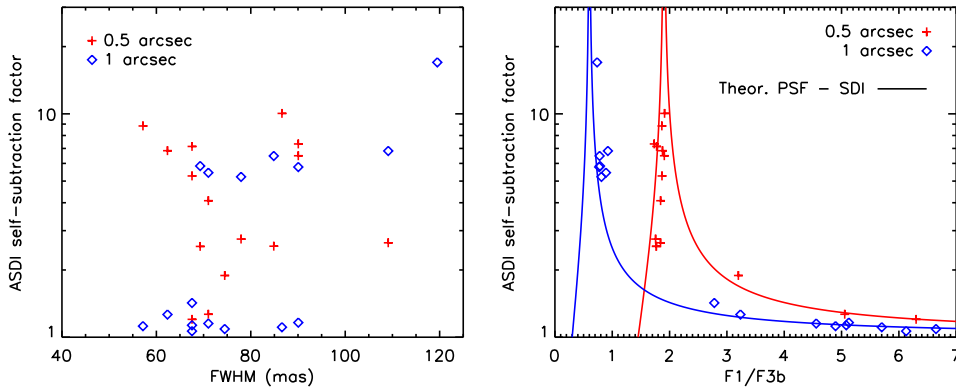 ASDI self-subtraction factor
10
1
0.5 arcsec
1 arcsec
40 60 80 100 120
FWHM (mas)
ASDI self-subtraction factor
10
1
0.5 arcsec
1 arcsec
Theor. PSF - SDI
0 1 2 3 4 5 6 7
F1/F3b